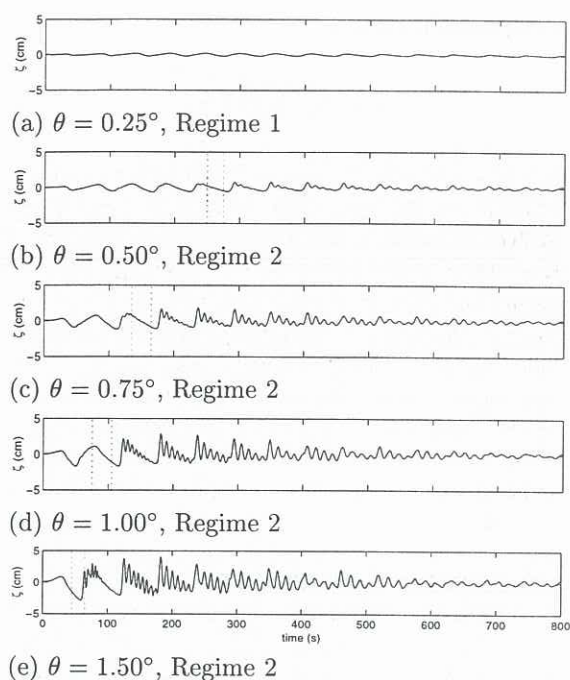 5
0
−5
ζ (cm)
(a) θ = 0.25°, Regime 1
5
0
−5
ζ (cm)
(b) θ = 0.50°, Regime 2
5
0
−5
ζ (cm)
(c) θ = 0.75°, Regime 2
5
0
−5
ζ (cm)
(d) θ = 1.00°, Regime 2
5
0
−5
ζ (cm)
0 100 200 300 400 500 600 700 800
time (s)
(e) θ = 1.50°, Regime 2